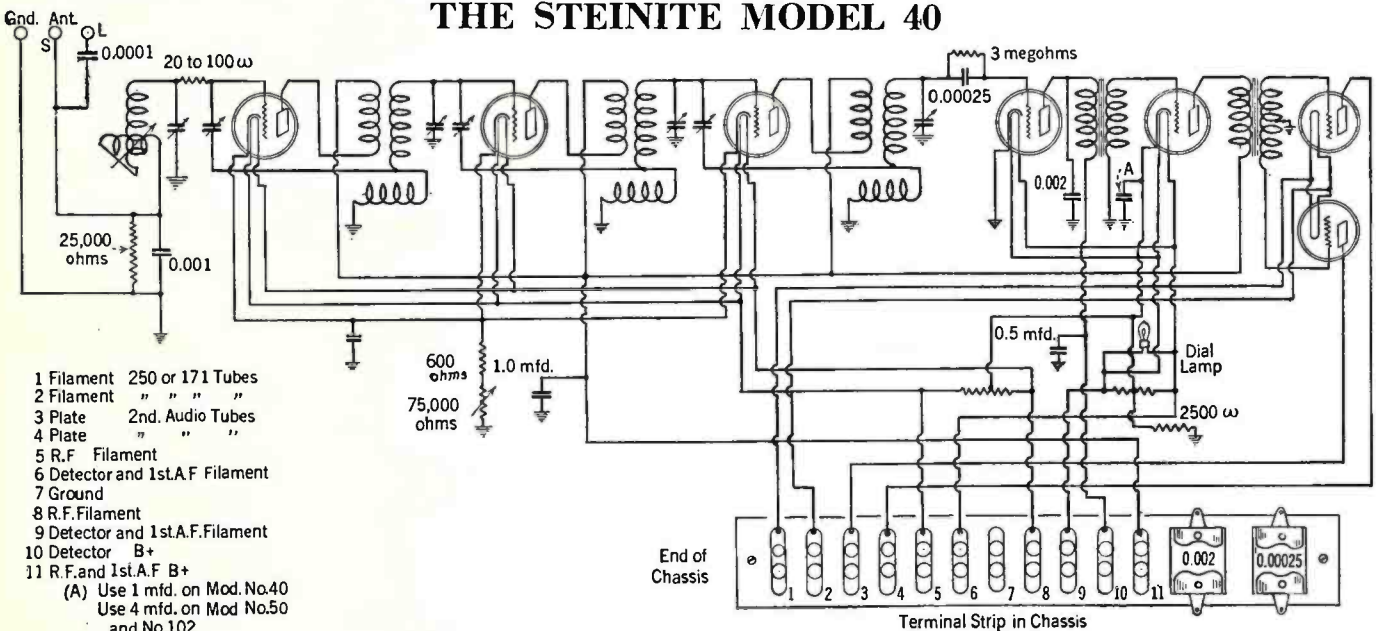 THE STEINITE MODEL 40
Gnd. Ant.
S
L
0.0001
20 to 100 ω
3 megohms
0.00025
0.002
A
25,000
ohms
0.001
600
ohms
1.0 mfd.
75,000
ohms
0.5 mfd.
Dial
Lamp
2500 ω
1 Filament 250 or 171 Tubes
2 Filament " " " "
3 Plate 2nd. Audio Tubes
4 Plate " " "
5 R.F Filament
6 Detector and 1st.A F Filament
7 Ground
8 R.F.Filament
9 Detector and 1st.A.F.Filament
10 Detector B+
11 R.F.and 1st.A.F B+
(A) Use 1 mfd. on Mod. No.40
Use 4 mfd. on Mod No.50
and No.102
End of
Chassis
1 2 3 4 5 6 7 8 9 10 11
0.002
0.00025
Terminal Strip in Chassis